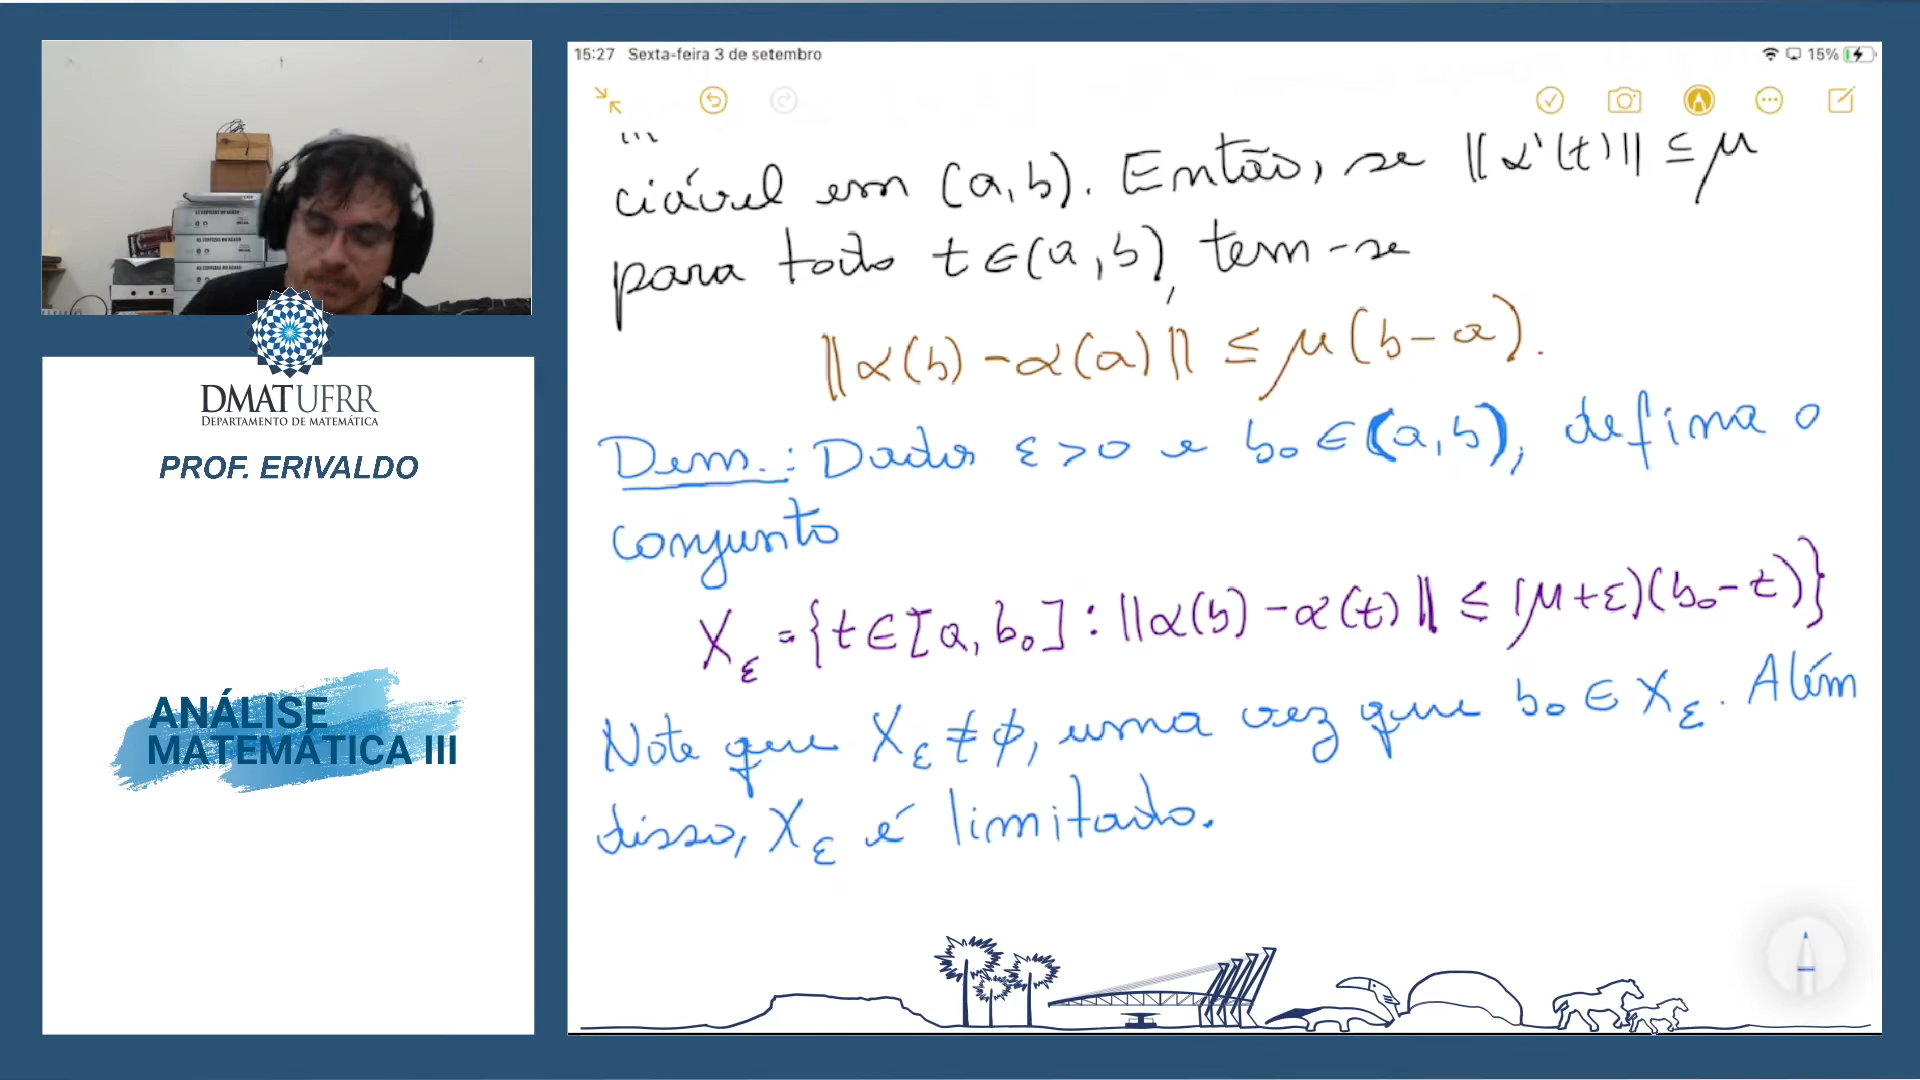 15:27 Sexta-feira 3 de setembro
15%
ciável em (a,b). Então, se ||α'(t)|| ≤ μ
para todo t∈(a,b), tem-se
||α(b) - α(a)|| ≤ μ(b-a).
Dem.: Dados ε>0 e b₀∈(a,b), defina o
conjunto
X_ε = {t∈[a,b₀] : ||α(b) - α(t)|| ≤ (μ+ε)(b₀-t)}
Note que X_ε ≠ ϕ, uma vez que b₀ ∈ X_ε. Além
disso, X_ε é limitado.
DMATUFRR
DEPARTAMENTO DE MATEMÁTICA
PROF. ERIVALDO
ANÁLISE
MATEMÁTICA III